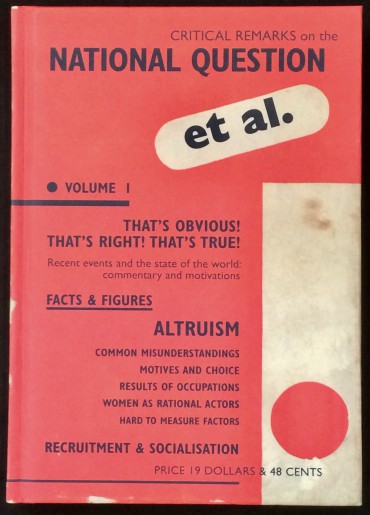 CRITICAL REMARKS on the
NATIONAL QUESTION
et al.
VOLUME I
THAT'S OBVIOUS!
THAT'S RIGHT! THAT'S TRUE!
Recent events and the state of the world:
commentary and motivations
FACTS & FIGURES
ALTRUISM
COMMON MISUNDERSTANDINGS
MOTIVES AND CHOICE
RESULTS OF OCCUPATIONS
WOMEN AS RATIONAL ACTORS
HARD TO MEASURE FACTORS
RECRUITMENT & SOCIALISATION
PRICE 19 DOLLARS & 48 CENTS